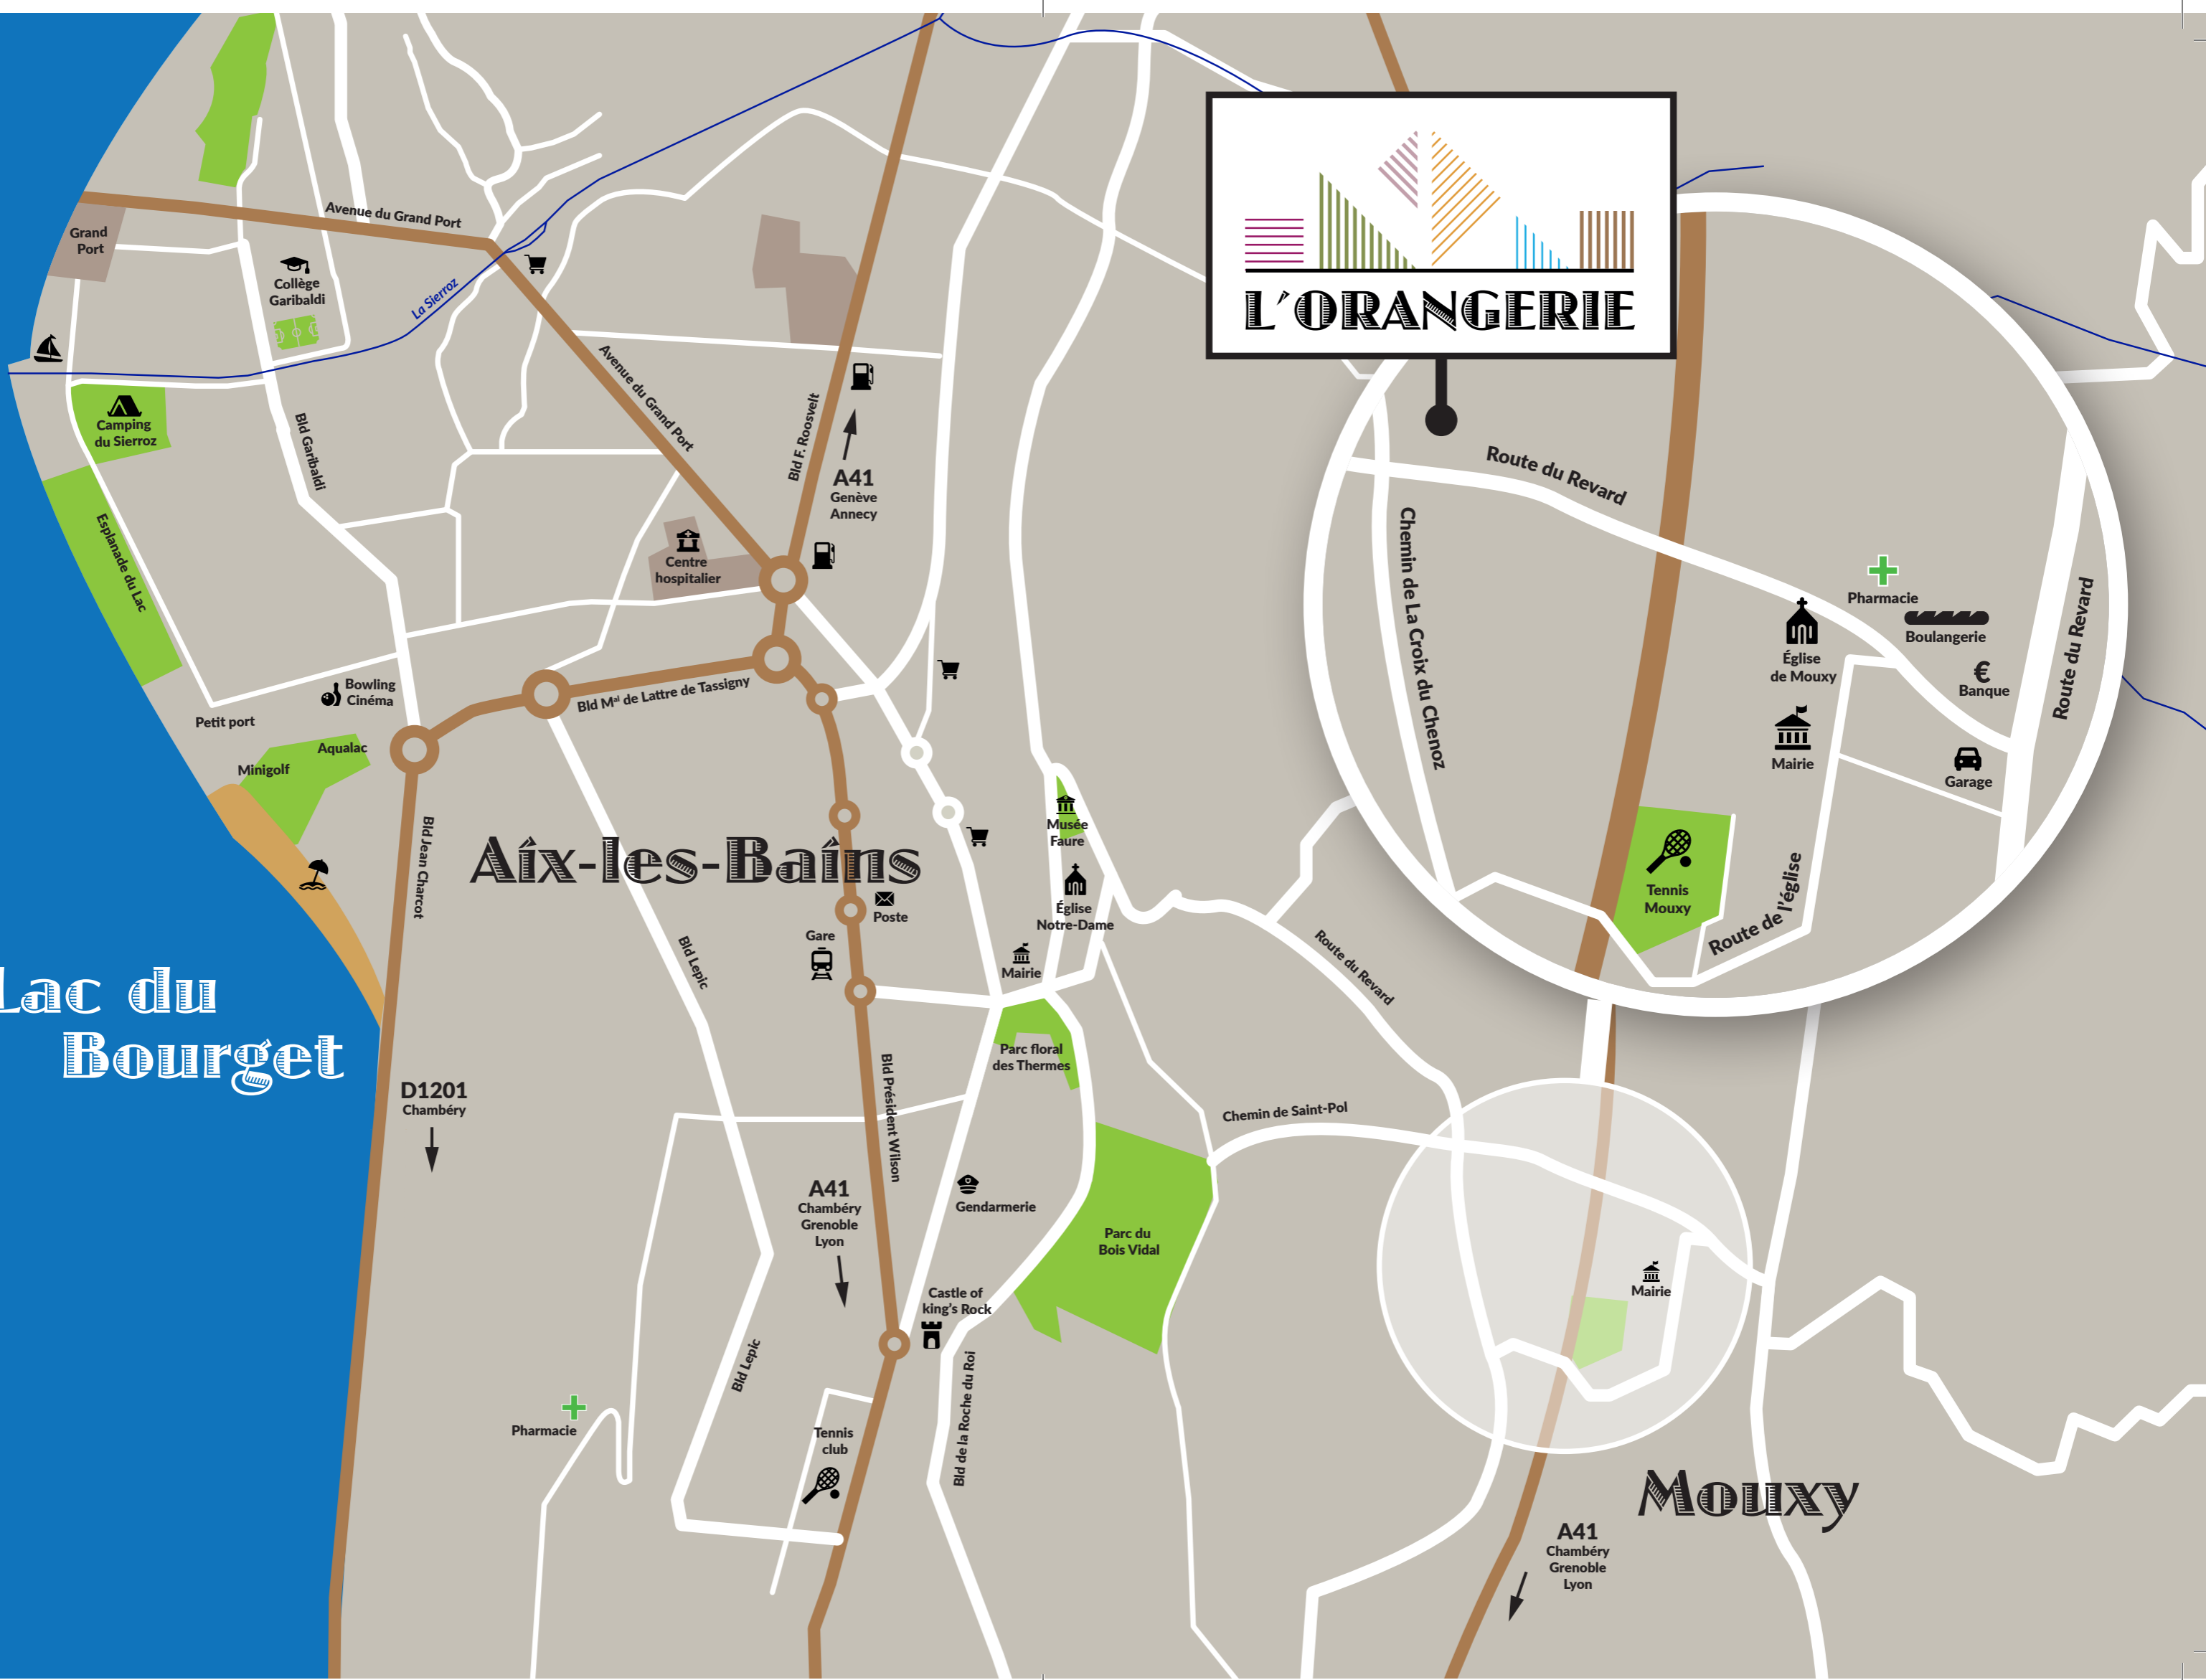 Avenue du Grand Port
Grand
Port
Collège
Garibaldi
La Sierroz
L'ORANGERIE
Camping
du Sierroz
Bld Garibaldi
Avenue du Grand Port
Bld F. Roosvelt
A41
Genève
Annecy
Esplanade du Lac
Centre
hospitalier
Route du Revard
Chemin de La Croix du Chenoz
Pharmacie
Boulangerie
Église
de Mouxy
€
Banque
Route du Revard
Mairie
Garage
Tennis
Mouxy
Route de l'église
Bowling
Cinéma
Bld Mal de Lattre de Tassigny
Petit port
Aqualac
Minigolf
Bld Jean Charcot
Aix-les-Bains
Musée
Faure
Poste
Église
Notre-Dame
Gare
Mairie
Bld Lepic
Route du Revard
Lac du
Bourget
Parc floral
des Thermes
D1201
Chambéry
Bld Président Wilson
Chemin de Saint-Pol
A41
Chambéry
Grenoble
Lyon
Gendarmerie
Parc du
Bois Vidal
Castle of
king's Rock
Mairie
Bld Lepic
Bld de la Roche du Roi
Pharmacie
Tennis
club
Mouxy
A41
Chambéry
Grenoble
Lyon